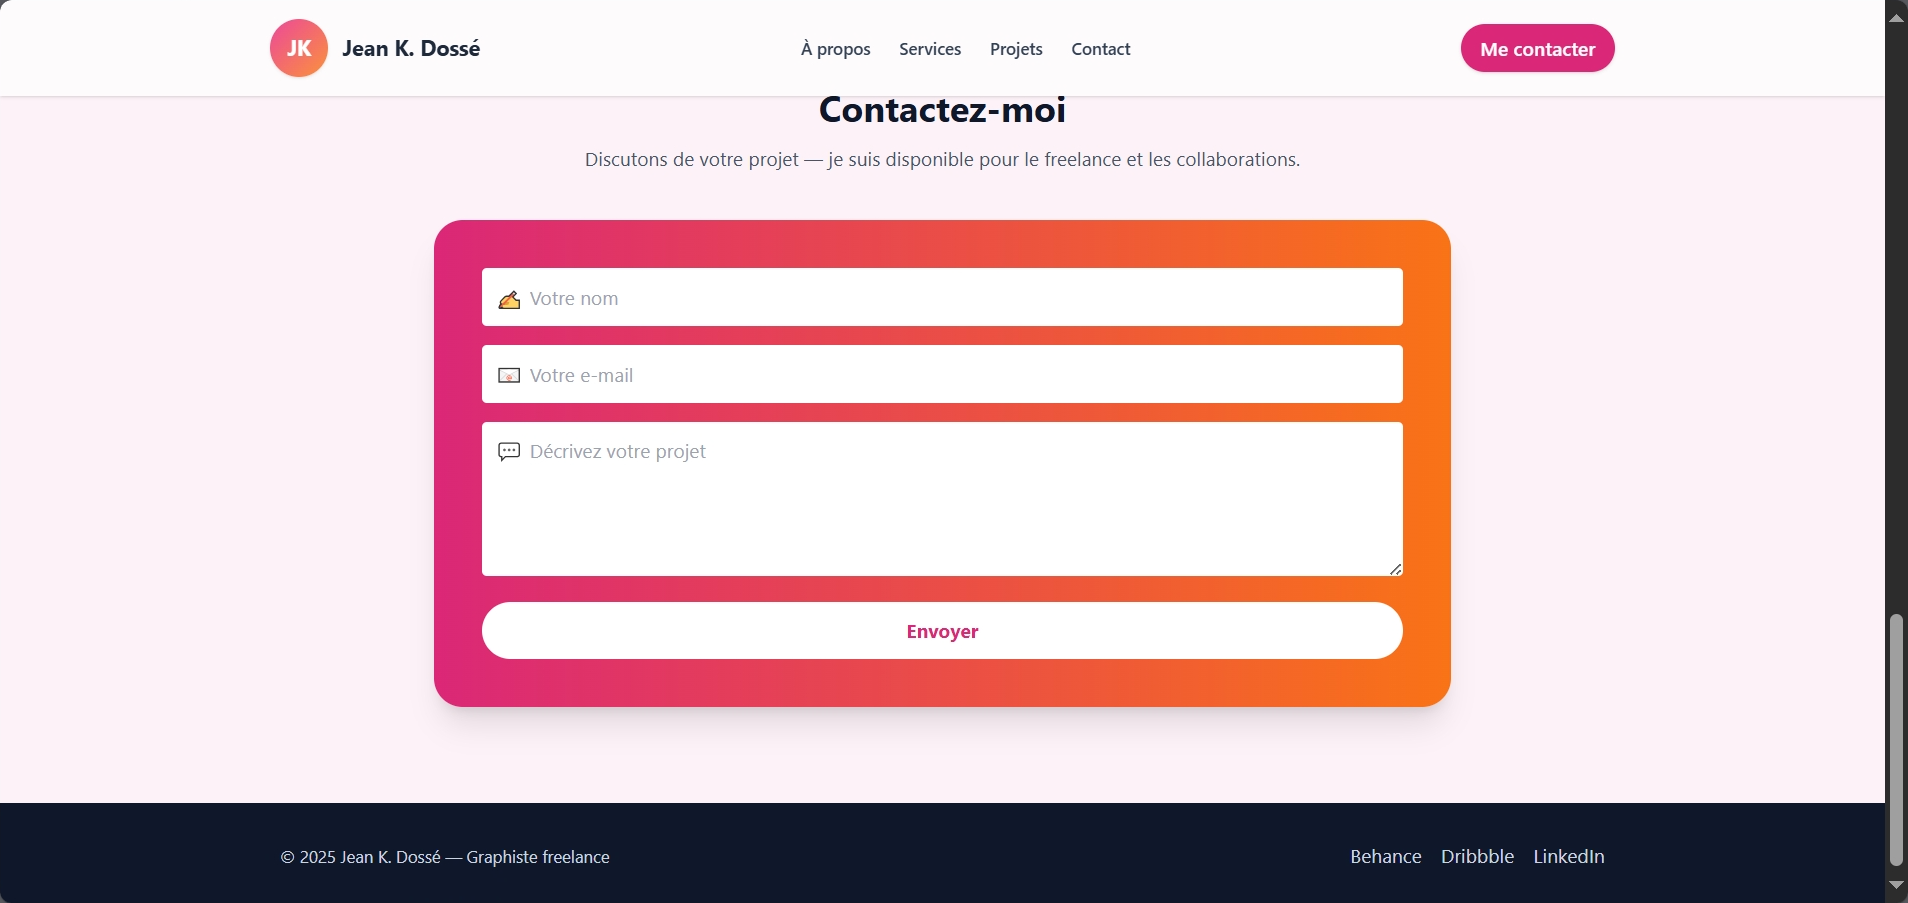 JK
Jean K. Dossé
À propos
Services
Projets
Contact
Me contacter
Contactez-moi
Discutons de votre projet — je suis disponible pour le freelance et les collaborations.
✍️ Votre nom
📧 Votre e-mail
💬 Décrivez votre projet
Envoyer
© 2025 Jean K. Dossé — Graphiste freelance
Behance
Dribbble
LinkedIn